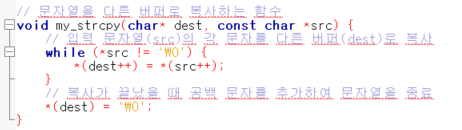 // 문자열을 다른 버퍼로 복사하는 함수
void my_strcpy(char* dest, const char *src) {
// 입력 문자열(src)의 각 문자를 다른 버퍼(dest)로 복사
while (*src != '₩0') {
*(dest++) = *(src++);
}
// 복사가 끝났을 때 공백 문자를 추가하여 문자열을 종료
*(dest) = '₩0';
}